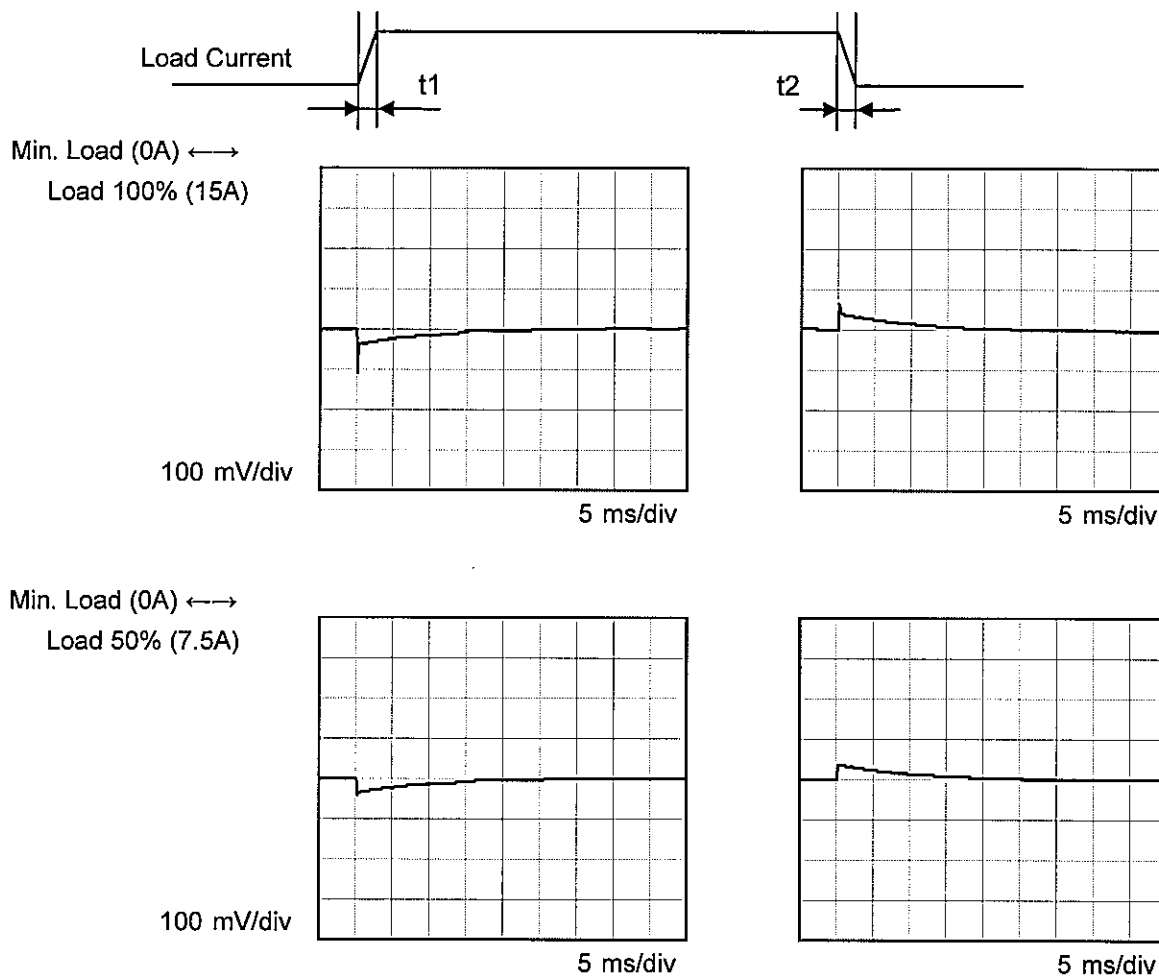 Load Current
t1
t2
Min. Load (0A) ←→
Load 100% (15A)
100 mV/div
5 ms/div
5 ms/div
Min. Load (0A) ←→
Load 50% (7.5A)
100 mV/div
5 ms/div
5 ms/div